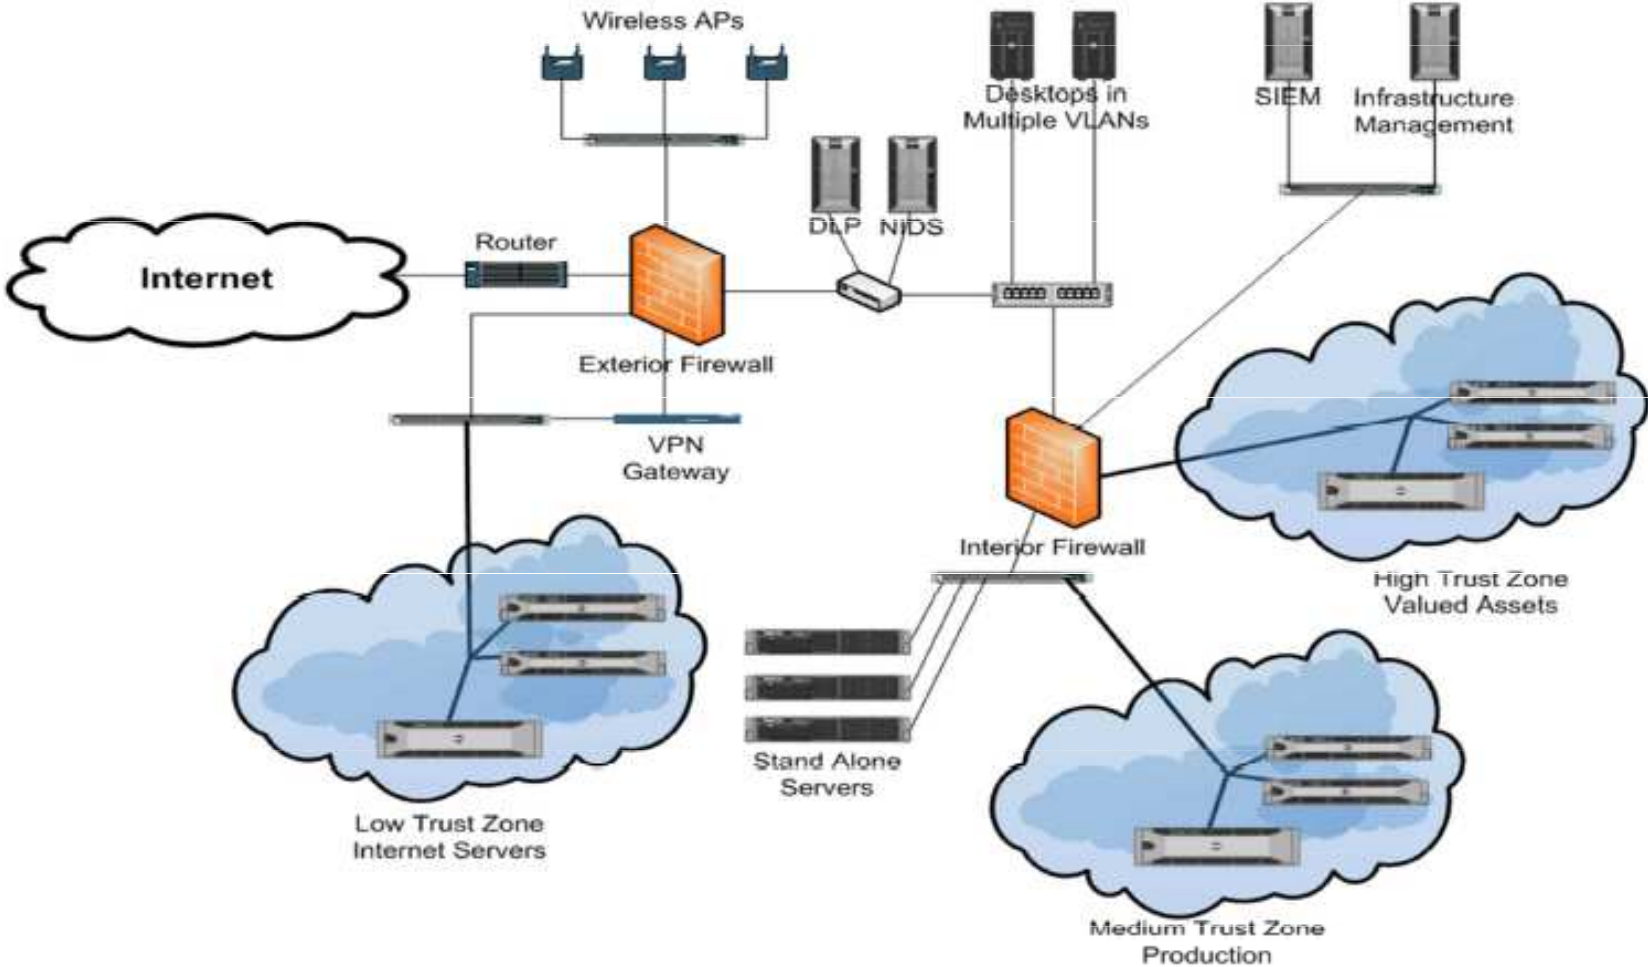 Wireless APs
Desktops in
Multiple VLANs
SIEM
Infrastructure
Management
DLP
NIDS
Router
Internet
Exterior Firewall
VPN
Gateway
Interior Firewall
High Trust Zone
Valued Assets
Stand Alone
Servers
Low Trust Zone
Internet Servers
Medium Trust Zone
Production